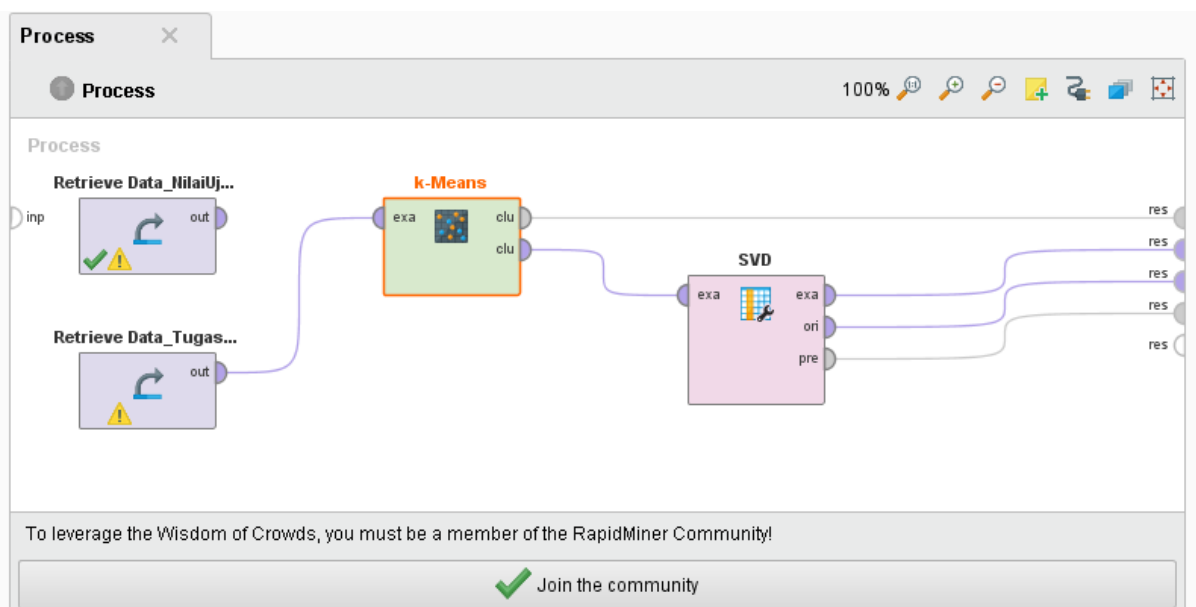 Process
Process
100%
Process
Retrieve Data_NilaiUj...
inp
out
k-Means
exa
clu
clu
res
res
res
res
res
SVD
exa
exa
ori
pre
Retrieve Data_Tugas...
out
To leverage the Wisdom of Crowds, you must be a member of the RapidMiner Community!
Join the community